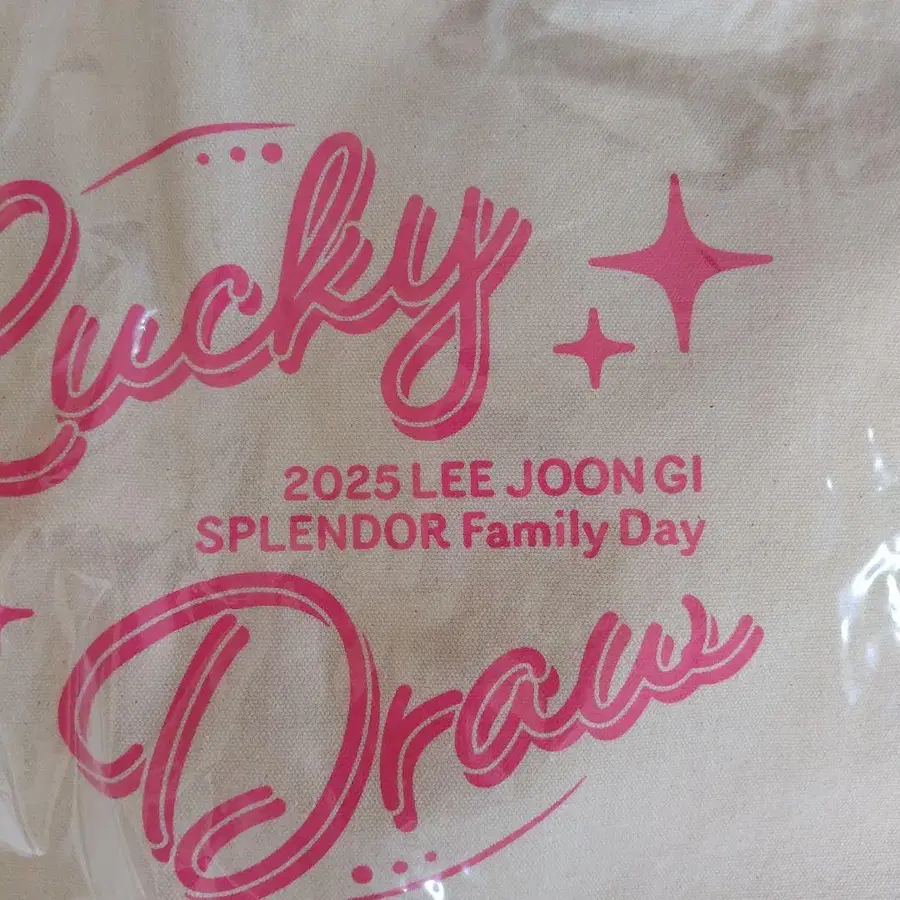 Lucky
2025 LEE JOON GI
SPLENDOR Family Day
Draw